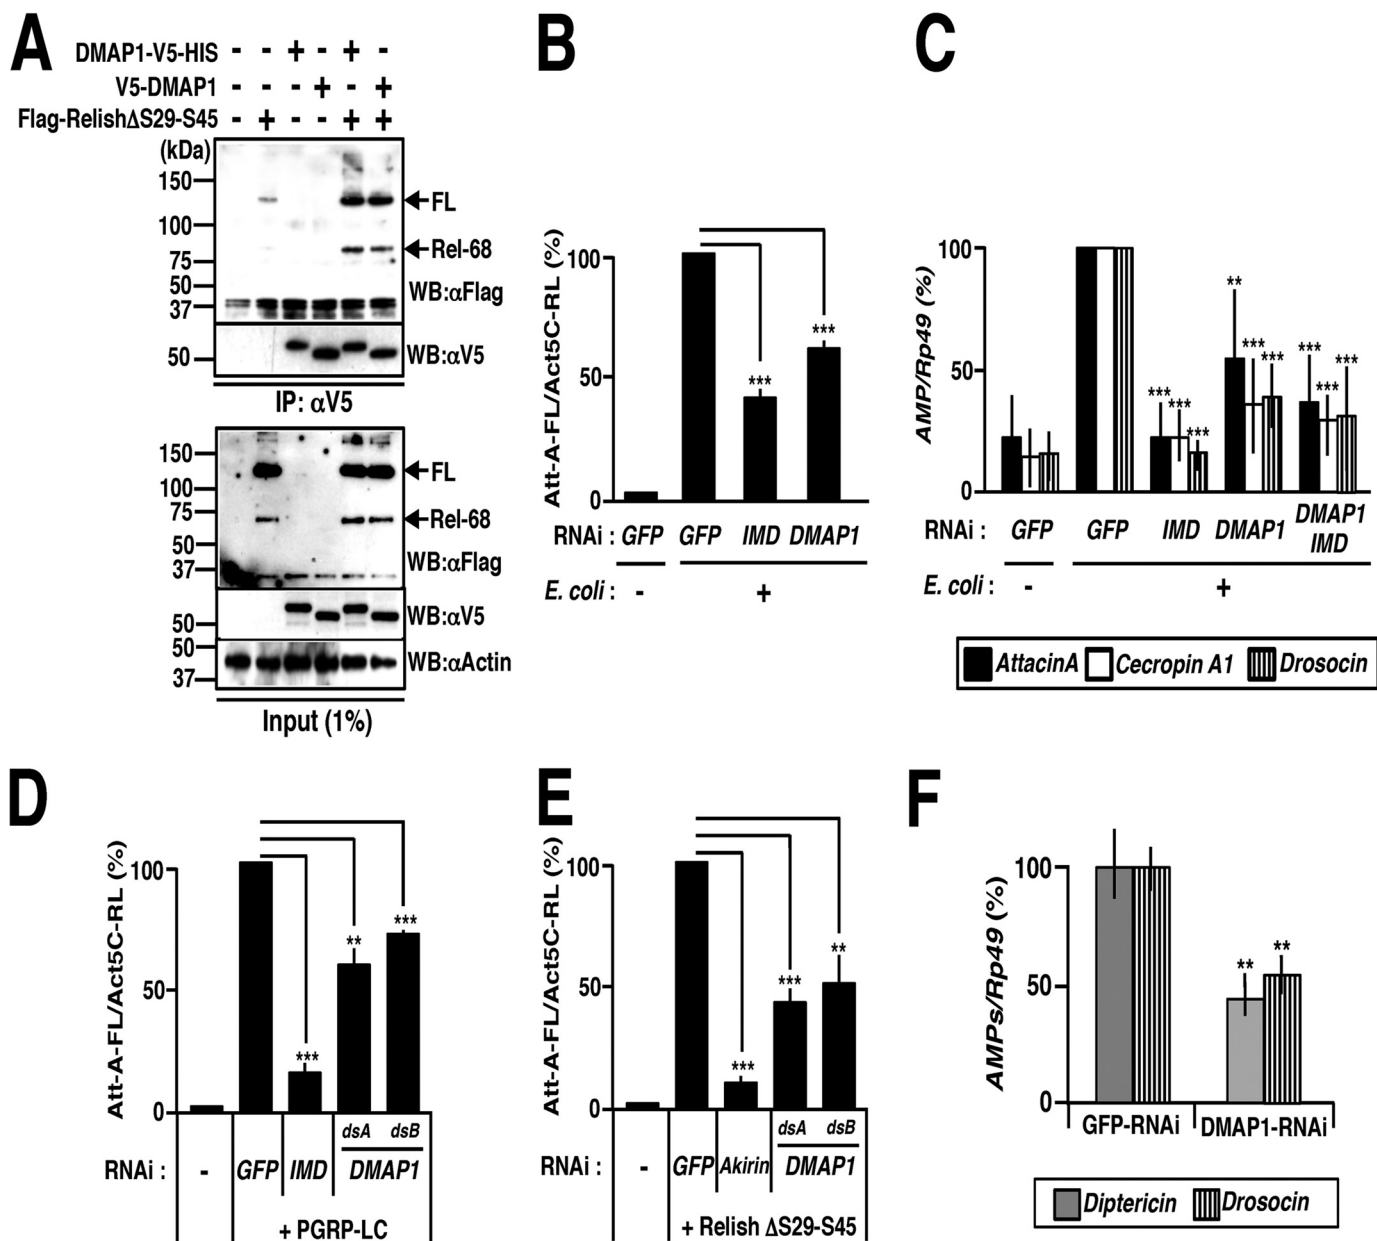 A
DMAP1-V5-HIS - - + - + -
V5-DMAP1 - - - + - +
Flag-RelishΔS29-S45 - + - - + +
(kDa)
150
100
75
50
37
FL
Rel-68
WB:αFlag
50
WB:αV5
IP: αV5
150
100
75
50
37
FL
Rel-68
WB:αFlag
50
WB:αV5
50
37
WB:αActin
Input (1%)
B
Att-A-FL/Act5C-RL (%)
100
50
0
***
***
RNAi : GFP GFP IMD DMAP1
E. coli : - +
C
AMP/Rp49 (%)
100
50
0
*** *** ***
** *** ***
*** *** ***
RNAi : GFP GFP IMD DMAP1 DMAP1 IMD
E. coli : - +
AttacinA Cecropin A1 Drosocin
D
Att-A-FL/Act5C-RL (%)
100
50
0
***
**
***
dsA dsB
RNAi : - GFP IMD DMAP1
+ PGRP-LC
E
Att-A-FL/Act5C-RL (%)
100
50
0
***
***
**
dsA dsB
RNAi : - GFP Akirin DMAP1
+ Relish ΔS29-S45
F
AMPs/Rp49 (%)
100
50
0
** **
GFP-RNAi DMAP1-RNAi
Diptericin Drosocin